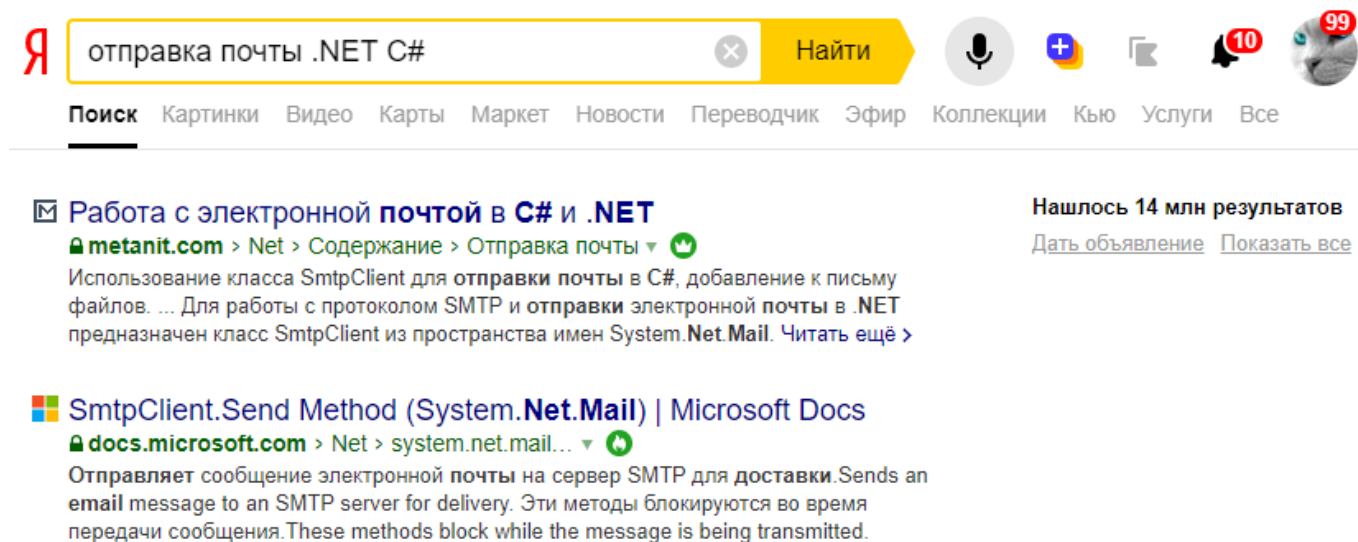 Я отправка почты .NET C# Найти 10 99
Поиск Картинки Видео Карты Маркет Новости Переводчик Эфир Коллекции Кью Услуги Все
Работа с электронной почтой в C# и .NET
metanit.com › Net › Содержание › Отправка почты
Использование класса SmtpClient для отправки почты в C#, добавление к письму
файлов. ... Для работы с протоколом SMTP и отправки электронной почты в .NET
предназначен класс SmtpClient из пространства имен System.Net.Mail. Читать ещё ›
Нашлось 14 млн результатов
Дать объявление Показать все
SmtpClient.Send Method (System.Net.Mail) | Microsoft Docs
docs.microsoft.com › Net › system.net.mail...
Отправляет сообщение электронной почты на сервер SMTP для доставки.Sends an
email message to an SMTP server for delivery. Эти методы блокируются во время
передачи сообщения.These methods block while the message is being transmitted.